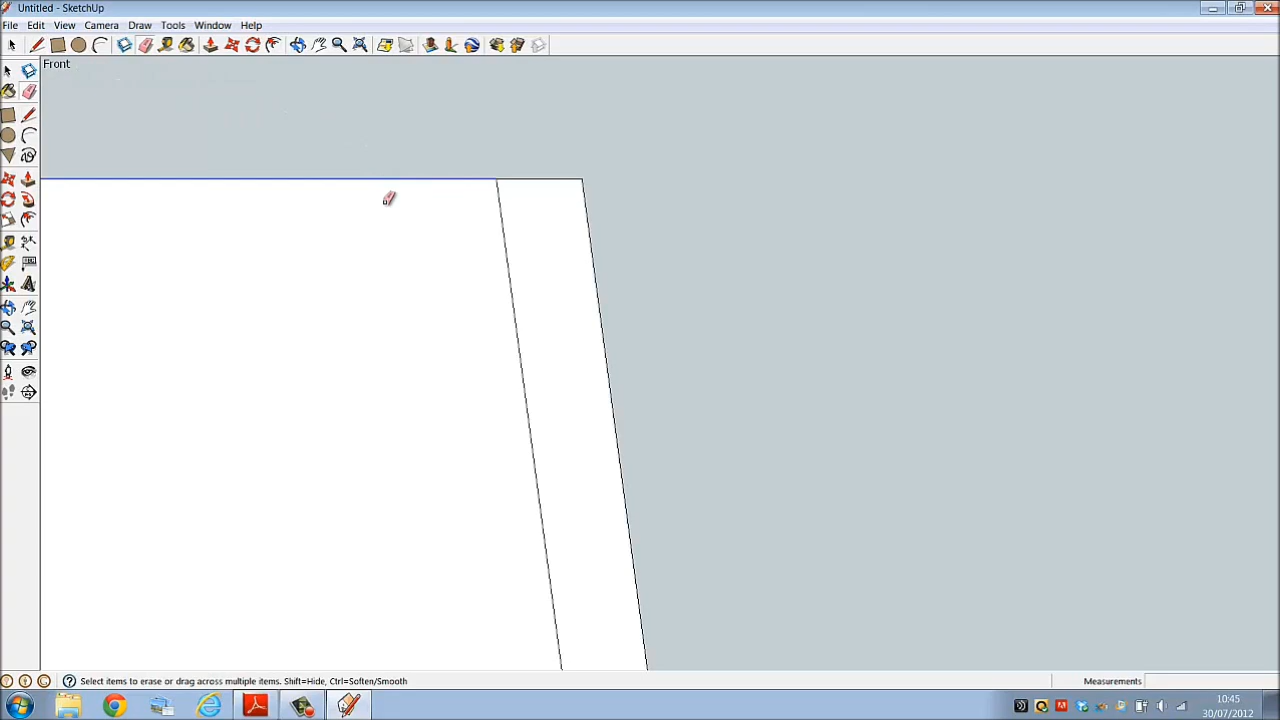 Untitled - SketchUp
File Edit View Camera Draw Tools Window Help
Front
Select items to erase or drag across multiple items. Shift=Hide, Ctrl=Soften/Smooth
Measurements
10:45
30/07/2012